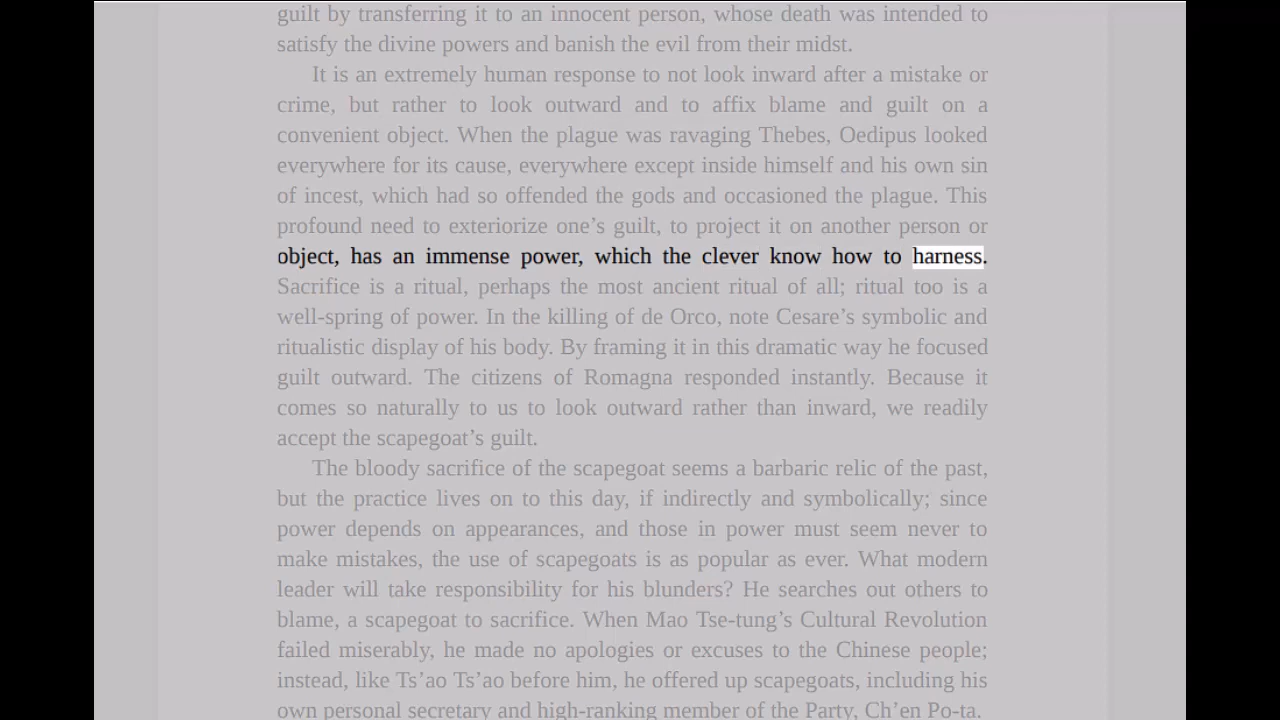 guilt by transferring it to an innocent person, whose death was intended to
satisfy the divine powers and banish the evil from their midst.
It is an extremely human response to not look inward after a mistake or
crime, but rather to look outward and to affix blame and guilt on a
convenient object. When the plague was ravaging Thebes, Oedipus looked
everywhere for its cause, everywhere except inside himself and his own sin
of incest, which had so offended the gods and occasioned the plague. This
profound need to exteriorize one’s guilt, to project it on another person or
object, has an immense power, which the clever know how to harness.
Sacrifice is a ritual, perhaps the most ancient ritual of all; ritual too is a
well-spring of power. In the killing of de Orco, note Cesare’s symbolic and
ritualistic display of his body. By framing it in this dramatic way he focused
guilt outward. The citizens of Romagna responded instantly. Because it
comes so naturally to us to look outward rather than inward, we readily
accept the scapegoat’s guilt.
The bloody sacrifice of the scapegoat seems a barbaric relic of the past,
but the practice lives on to this day, if indirectly and symbolically; since
power depends on appearances, and those in power must seem never to
make mistakes, the use of scapegoats is as popular as ever. What modern
leader will take responsibility for his blunders? He searches out others to
blame, a scapegoat to sacrifice. When Mao Tse-tung’s Cultural Revolution
failed miserably, he made no apologies or excuses to the Chinese people;
instead, like Ts’ao Ts’ao before him, he offered up scapegoats, including his
own personal secretary and high-ranking member of the Party, Ch’en Po-ta.